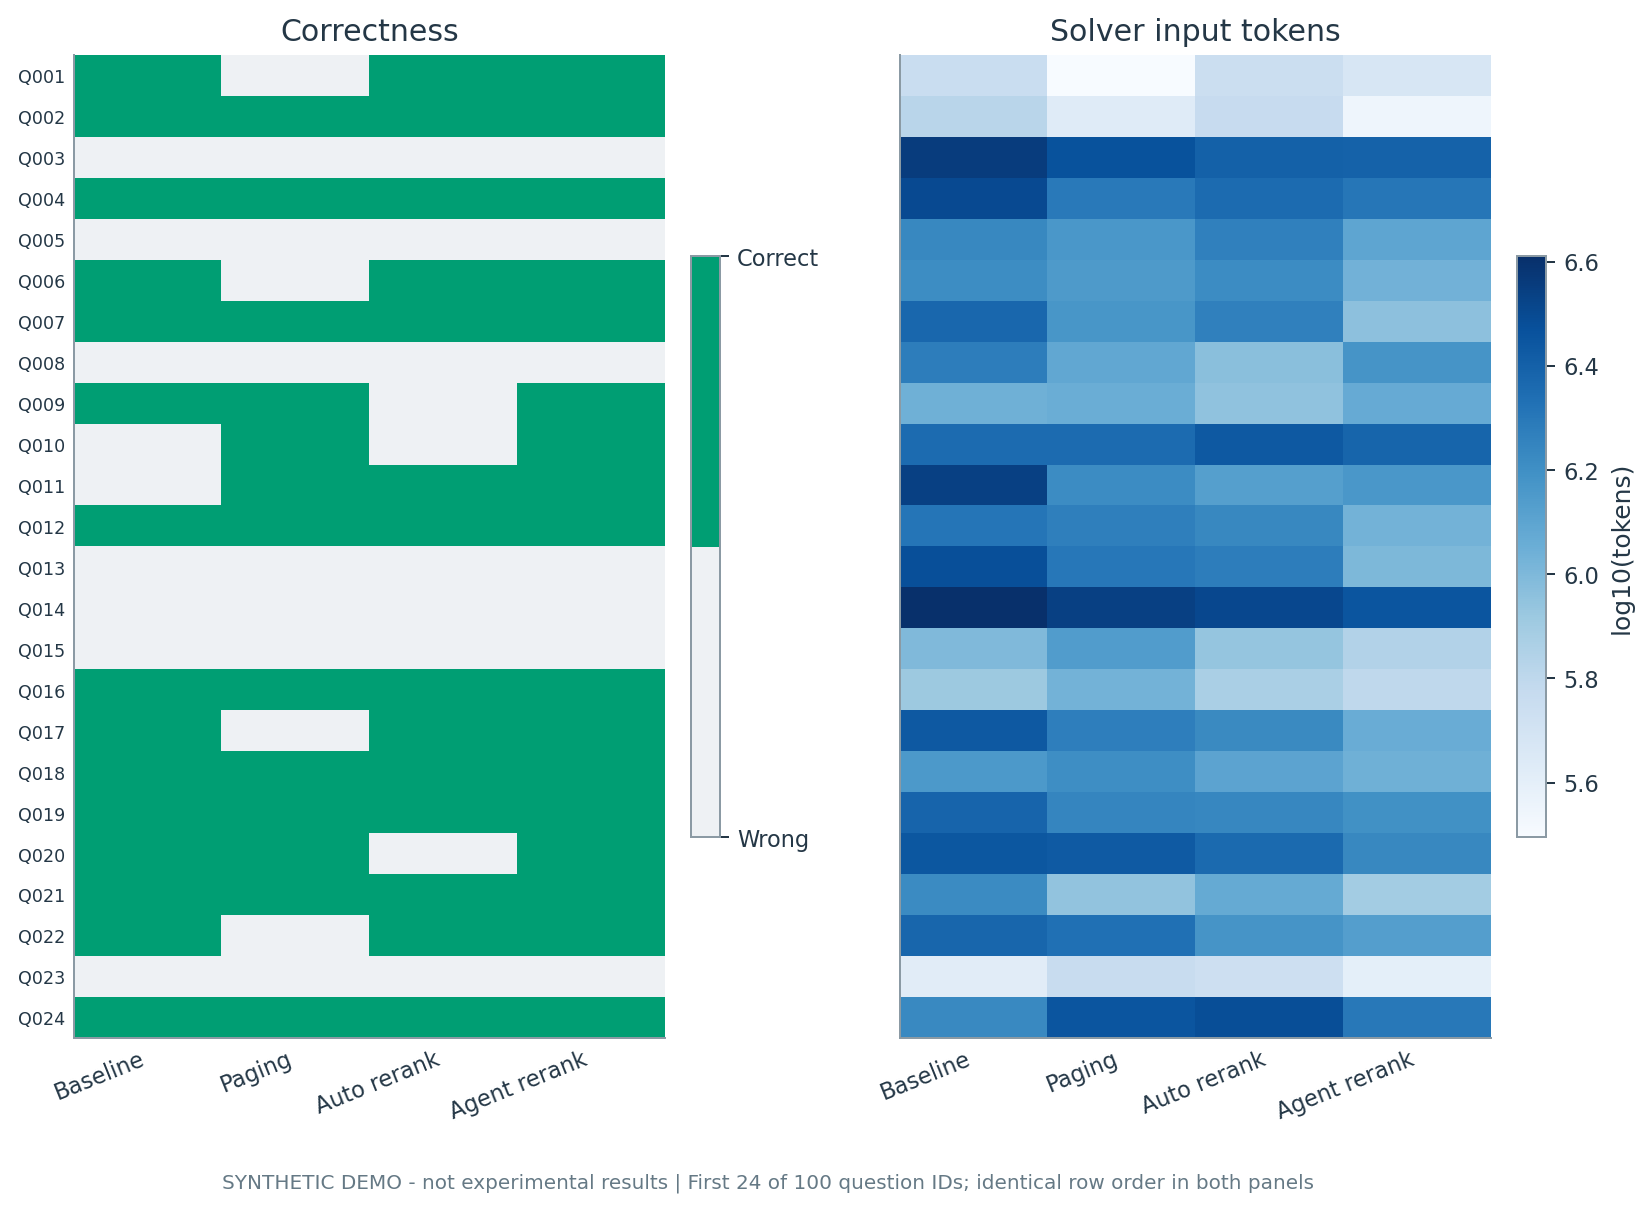 Correctness
Solver input tokens
Q001
Q002
Q003
Q004
Q005
Q006
Q007
Q008
Q009
Q010
Q011
Q012
Q013
Q014
Q015
Q016
Q017
Q018
Q019
Q020
Q021
Q022
Q023
Q024
Baseline
Paging
Auto rerank
Agent rerank
Correct
Wrong
Baseline
Paging
Auto rerank
Agent rerank
6.6
6.4
6.2
6.0
5.8
5.6
log10(tokens)
SYNTHETIC DEMO - not experimental results | First 24 of 100 question IDs; identical row order in both panels